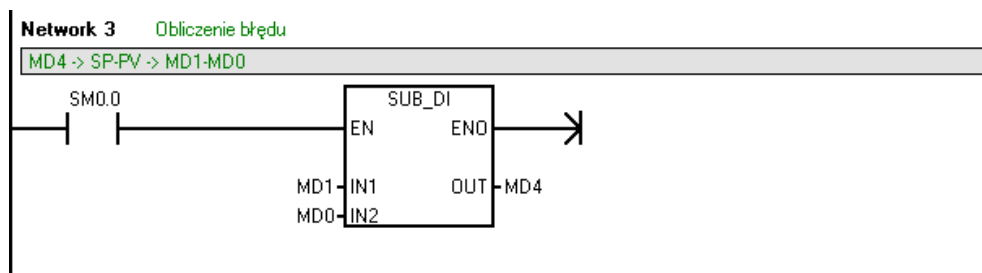 Network 3 Obliczenie błędu
MD4 -> SP-PV -> MD1-MD0
SM0.0
SUB_DI
EN ENO
MD1 IN1 OUT MD4
MD0 IN2